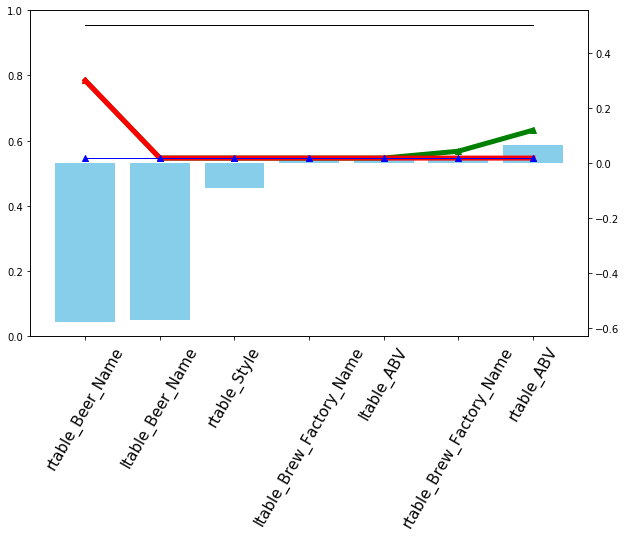 1.0
0.8
0.6
0.4
0.2
0.0
0.4
0.2
0.0
−0.2
−0.4
−0.6
rtable_Beer_Name
ltable_Beer_Name
rtable_Style
ltable_Brew_Factory_Name
ltable_ABV
rtable_Brew_Factory_Name
rtable_ABV